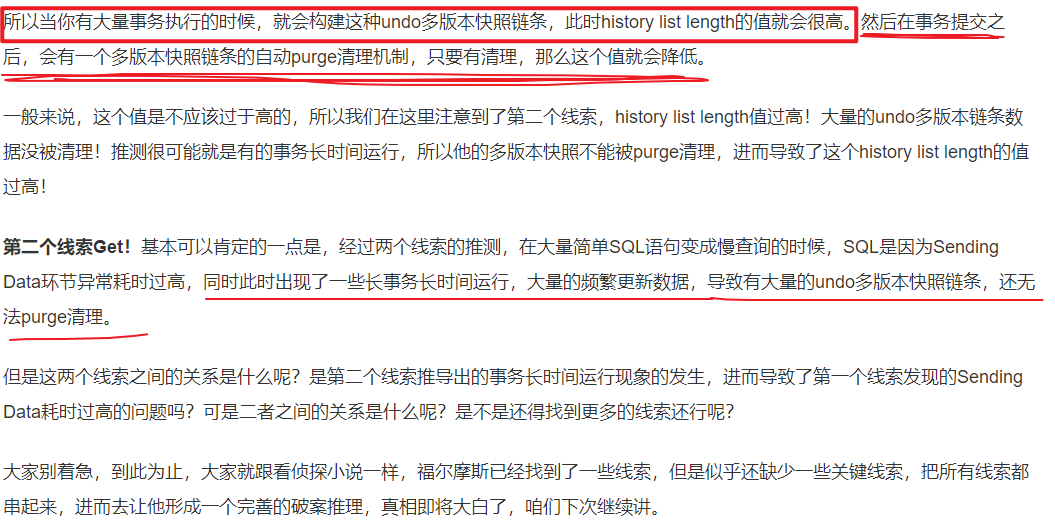 所以当你有大量事务执行的时候，就会构建这种undo多版本快照链条，此时history list length的值就会很高。然后在事务提交之
后，会有一个多版本快照链条的自动purge清理机制，只要有清理，那么这个值就会降低。
一般来说，这个值是不应该过于高的，所以我们在这里注意到了第二个线索，history list length值过高！大量的undo多版本链条数
据没被清理！推测很可能就是有的事务长时间运行，所以他的多版本快照不能被purge清理，进而导致了这个history list length的值
过高！
第二个线索Get！基本可以肯定的一点是，经过两个线索的推测，在大量简单SQL语句变成慢查询的时候，SQL是因为Sending
Data环节异常耗时过高，同时此时出现了一些长事务长时间运行，大量的频繁更新数据，导致有大量的undo多版本快照链条，还无
法purge清理。
但是这两个线索之间的关系是什么呢？是第二个线索推导出的事务长时间运行现象的发生，进而导致了第一个线索发现的Sending
Data耗时过高的问题吗？可是二者之间的关系是什么呢？是不是还得找到更多的线索还行呢？
大家别着急，到此为止，大家就跟看侦探小说一样，福尔摩斯已经找到了一些线索，但是似乎还缺少一些关键线索，把所有线索都
串起来，进而去让他形成一个完善的破案推理，真相即将大白了，咱们下次继续讲。